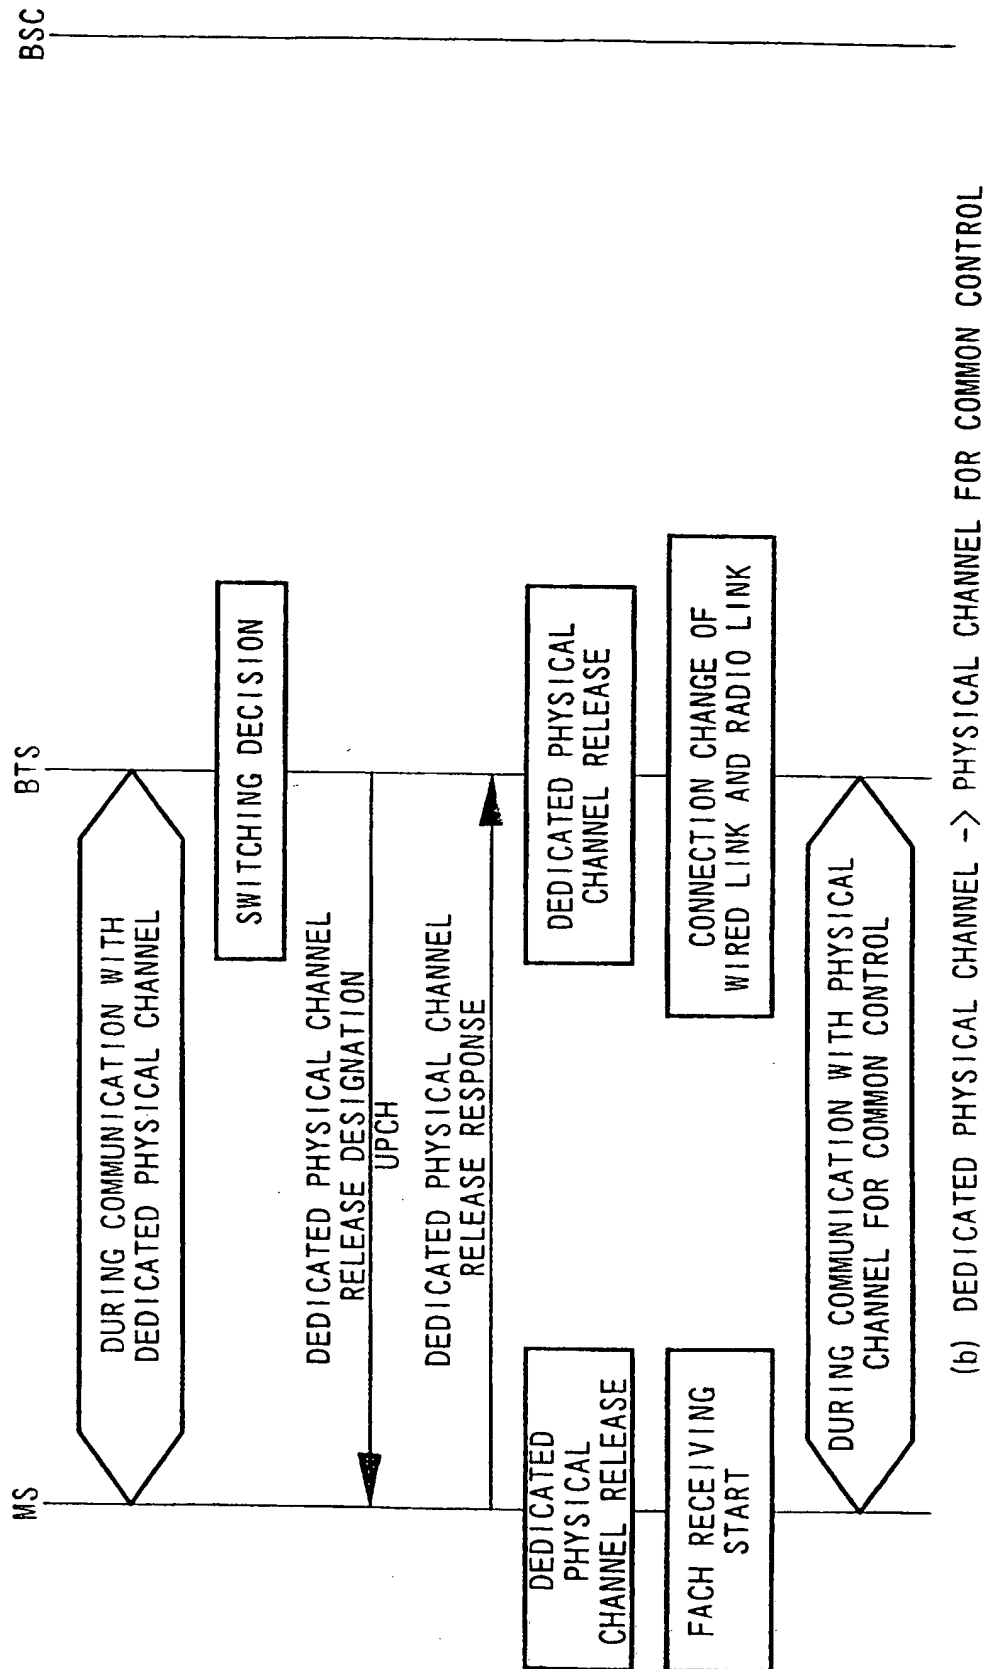 MS
BTS
BSC
DURING COMMUNICATION WITH
DEDICATED PHYSICAL CHANNEL
SWITCHING DECISION
DEDICATED PHYSICAL CHANNEL
RELEASE DESIGNATION
UPCH
DEDICATED PHYSICAL CHANNEL
RELEASE RESPONSE
DEDICATED
PHYSICAL
CHANNEL RELEASE
DEDICATED PHYSICAL
CHANNEL RELEASE
FACH RECEIVING
START
CONNECTION CHANGE OF
WIRED LINK AND RADIO LINK
DURING COMMUNICATION WITH PHYSICAL
CHANNEL FOR COMMON CONTROL
(b) DEDICATED PHYSICAL CHANNEL -> PHYSICAL CHANNEL FOR COMMON CONTROL